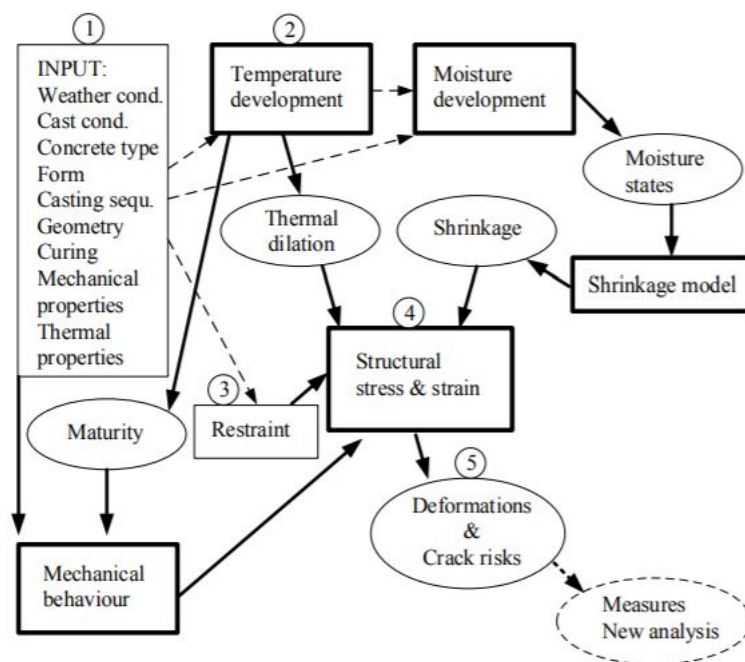 1
INPUT:
Weather cond.
Cast cond.
Concrete type
Form
Casting sequ.
Geometry
Curing
Mechanical
properties
Thermal
properties
2
Temperature
development
Moisture
development
Moisture
states
Thermal
dilation
Shrinkage
Shrinkage model
4
Structural
stress & strain
3
Restraint
Maturity
5
Deformations
&
Crack risks
Mechanical
behaviour
Measures
New analysis